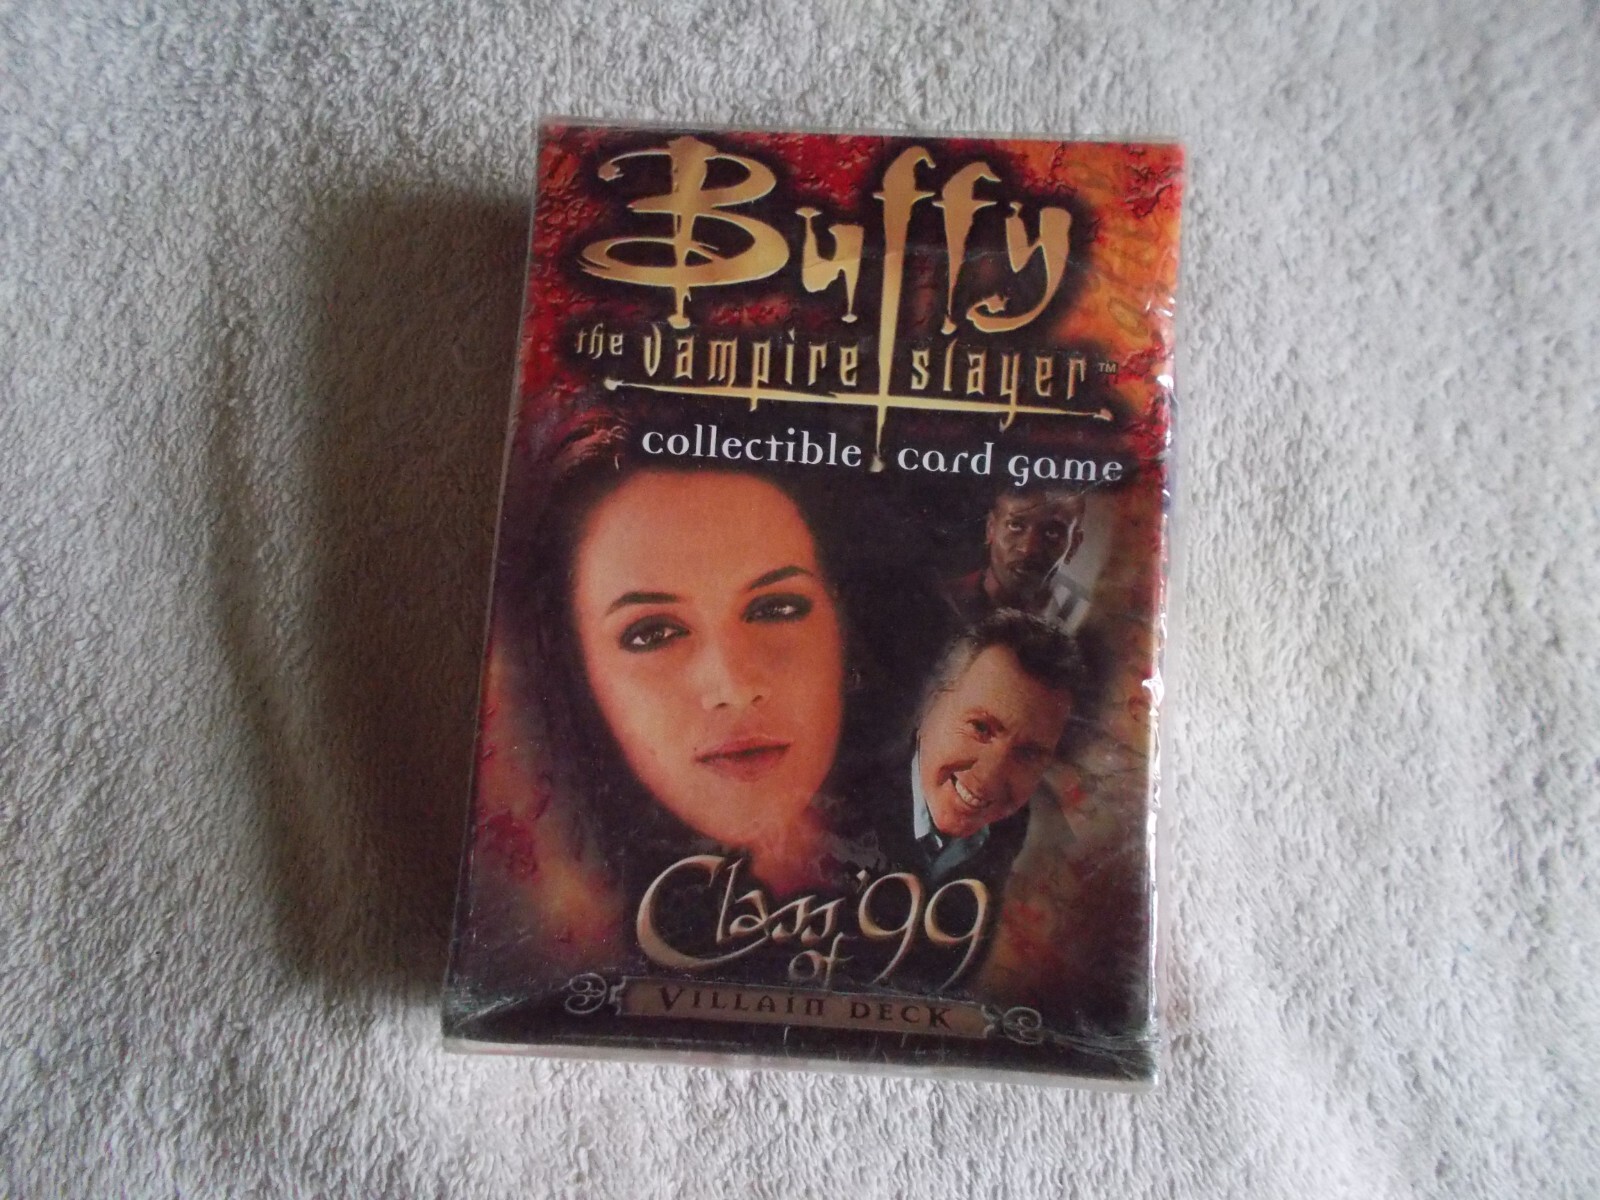 Buffy
the vampire slayer™
collectible card game
Class of '99
VILLAIN DECK